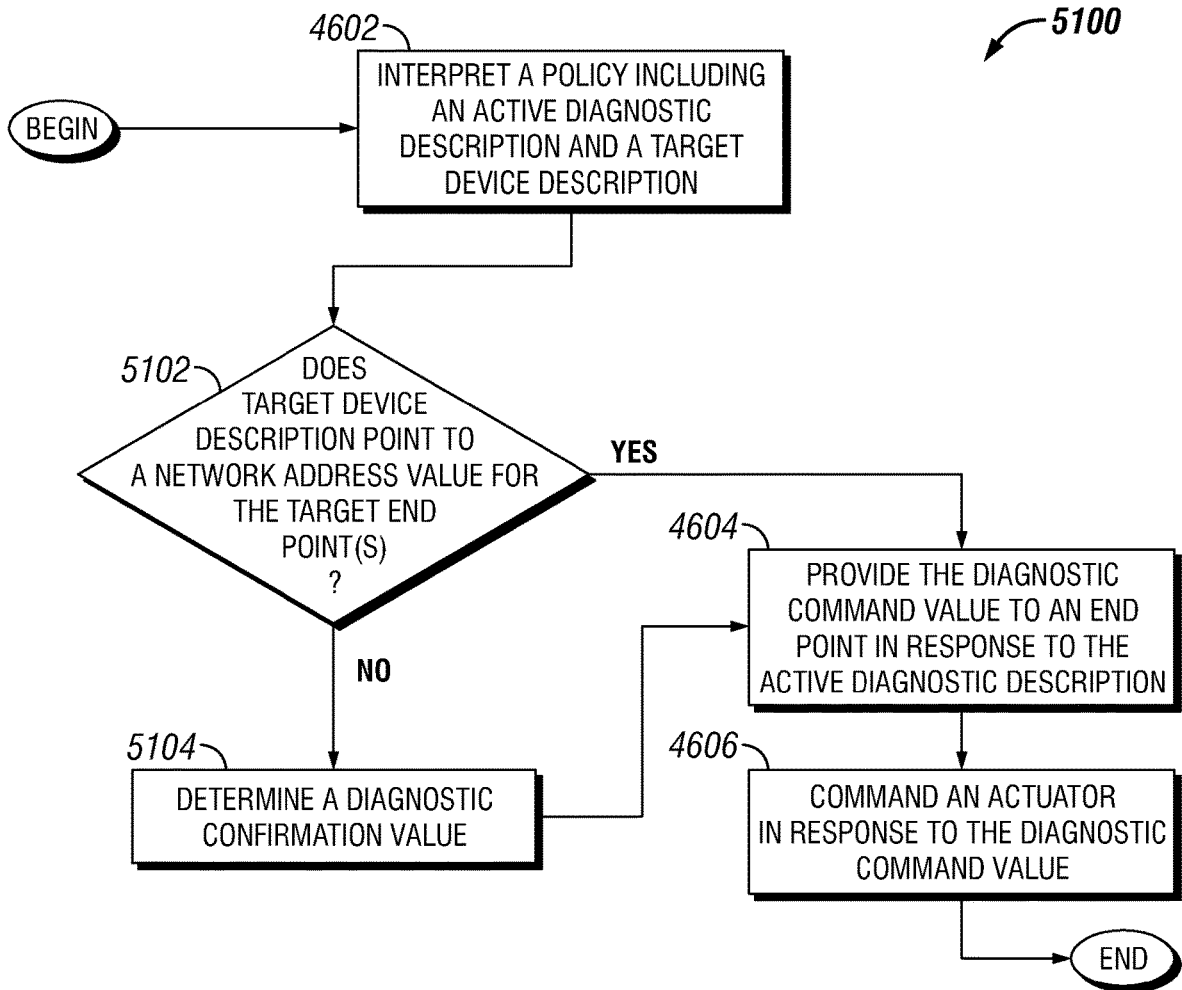 5100
4602
INTERPRET A POLICY INCLUDING
AN ACTIVE DIAGNOSTIC
DESCRIPTION AND A TARGET
DEVICE DESCRIPTION
BEGIN
5102
DOES
TARGET DEVICE
DESCRIPTION POINT TO
A NETWORK ADDRESS VALUE FOR
THE TARGET END
POINT(S)
?
YES
NO
4604
PROVIDE THE DIAGNOSTIC
COMMAND VALUE TO AN END
POINT IN RESPONSE TO THE
ACTIVE DIAGNOSTIC DESCRIPTION
5104
DETERMINE A DIAGNOSTIC
CONFIRMATION VALUE
4606
COMMAND AN ACTUATOR
IN RESPONSE TO THE DIAGNOSTIC
COMMAND VALUE
END